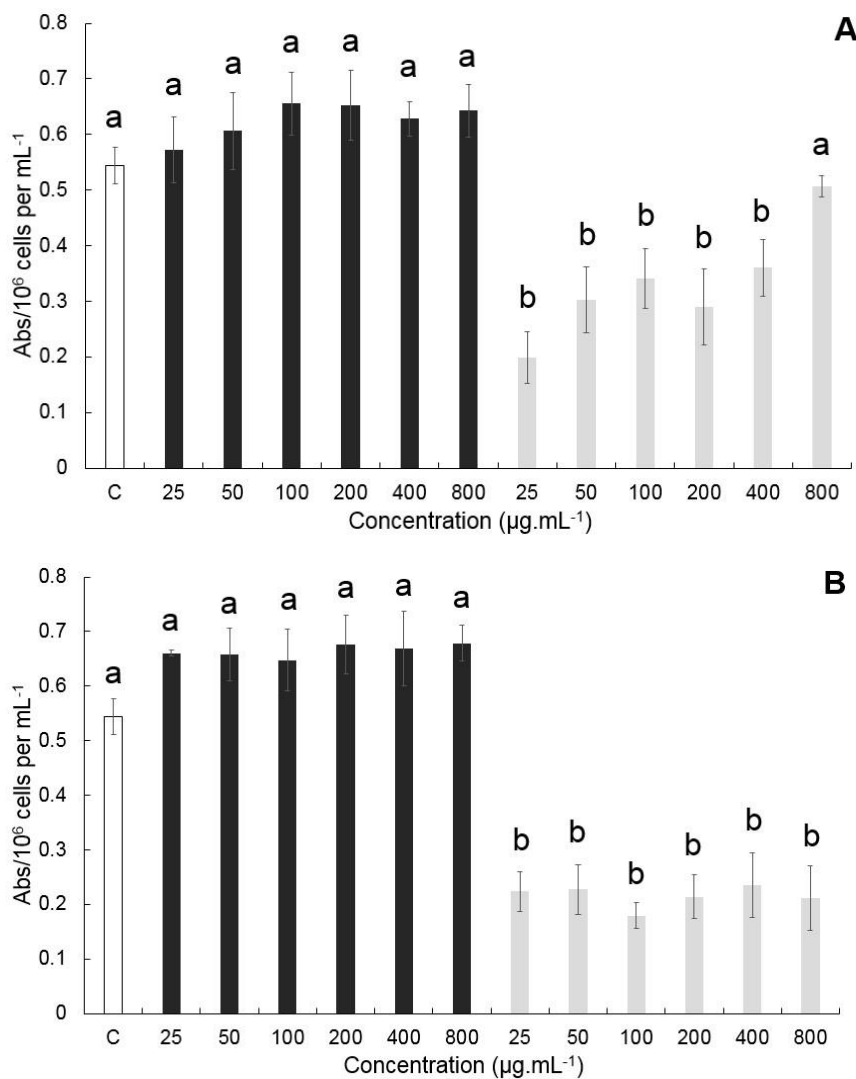 A
0.8
0.7
0.6
0.5
0.4
0.3
0.2
0.1
0
Abs/10⁶ cells per mL⁻¹
a a a a a a a b b b b b a
C 25 50 100 200 400 800 25 50 100 200 400 800
Concentration (µg.mL⁻¹)
B
0.8
0.7
0.6
0.5
0.4
0.3
0.2
0.1
0
Abs/10⁶ cells per mL⁻¹
a a a a a a a b b b b b b
C 25 50 100 200 400 800 25 50 100 200 400 800
Concentration (µg.mL⁻¹)